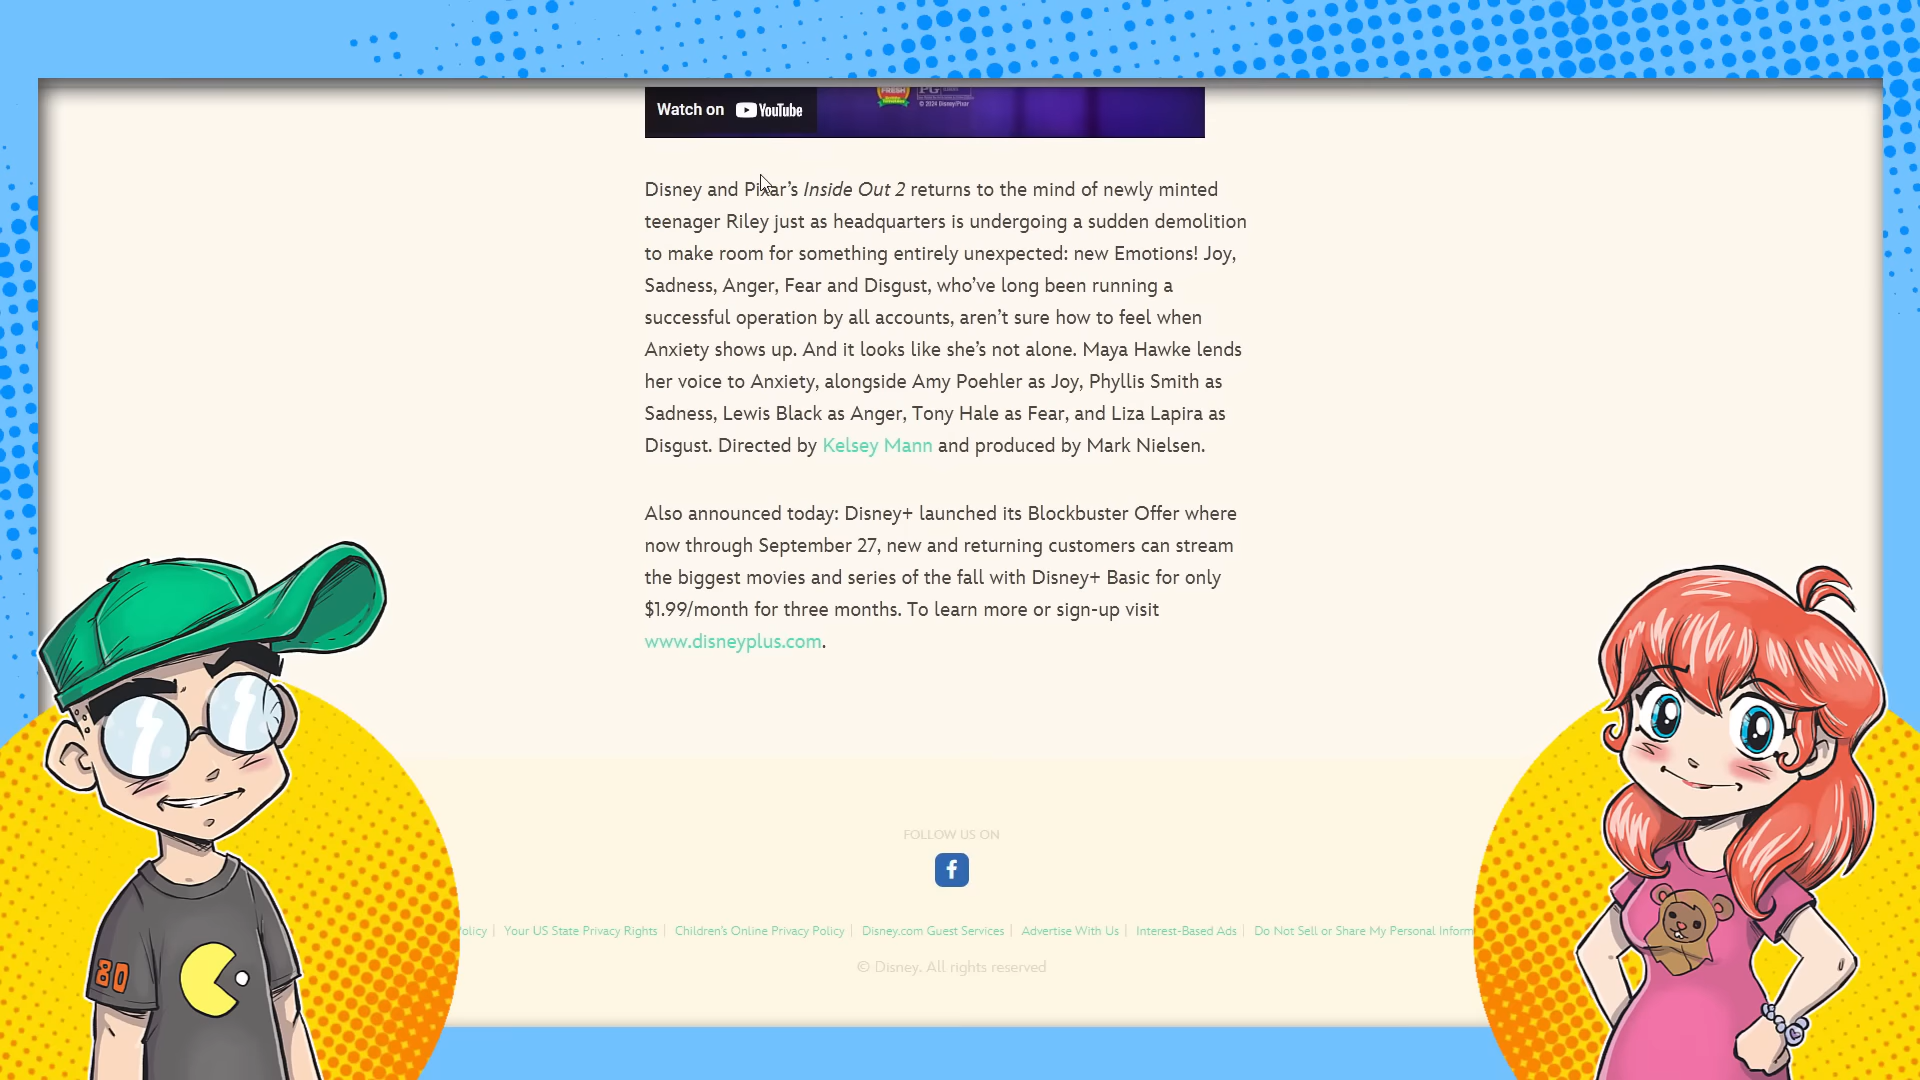 FRESH
PG
© 2024 Disney/Pixar
Watch on YouTube
Disney and Pixar’s Inside Out 2 returns to the mind of newly minted
teenager Riley just as headquarters is undergoing a sudden demolition
to make room for something entirely unexpected: new Emotions! Joy,
Sadness, Anger, Fear and Disgust, who’ve long been running a
successful operation by all accounts, aren’t sure how to feel when
Anxiety shows up. And it looks like she’s not alone. Maya Hawke lends
her voice to Anxiety, alongside Amy Poehler as Joy, Phyllis Smith as
Sadness, Lewis Black as Anger, Tony Hale as Fear, and Liza Lapira as
Disgust. Directed by Kelsey Mann and produced by Mark Nielsen.
Also announced today: Disney+ launched its Blockbuster Offer where
now through September 27, new and returning customers can stream
the biggest movies and series of the fall with Disney+ Basic for only
$1.99/month for three months. To learn more or sign-up visit
www.disneyplus.com.
FOLLOW US ON
olicy | Your US State Privacy Rights | Children's Online Privacy Policy | Disney.com Guest Services | Advertise With Us | Interest-Based Ads | Do Not Sell or Share My Personal Inform
© Disney. All rights reserved
80